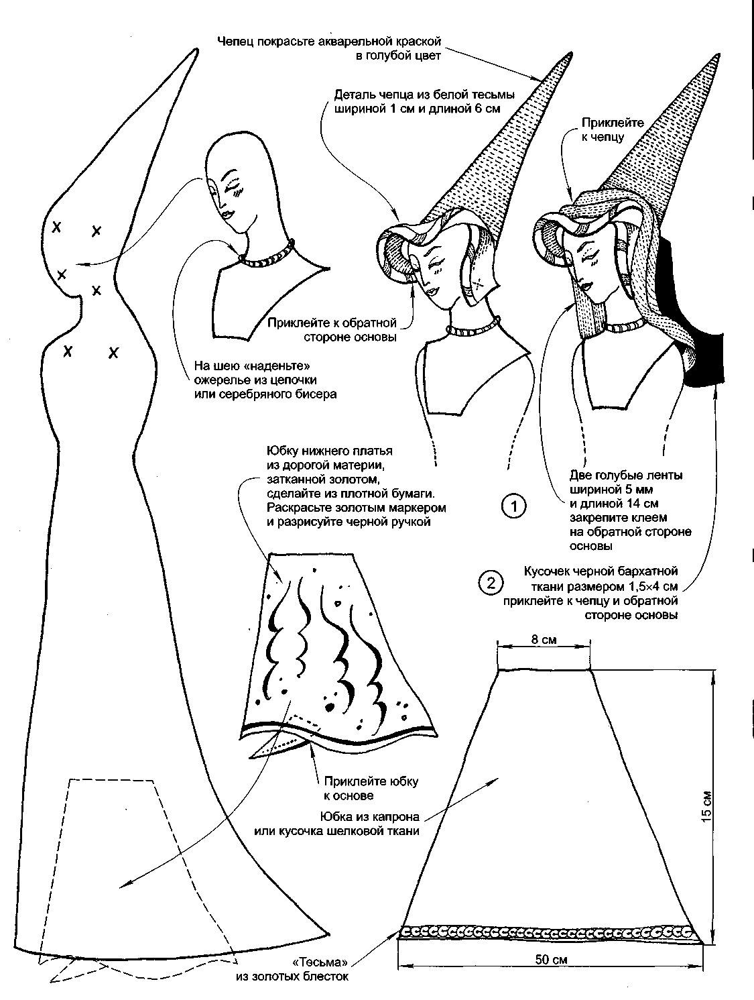 Чепец покрасьте акварельной краской
в голубой цвет
Деталь чепца из белой тесьмы
шириной 1 см и длиной 6 см
Приклейте
к чепцу
Приклейте к обратной
стороне основы
На шею «наденьте»
ожерелье из цепочки
или серебряного бисера
Юбку нижнего платья
из дорогой материи,
затканной золотом,
сделайте из плотной бумаги.
Раскрасьте золотым маркером
и разрисуйте черной ручкой
1
Две голубые ленты
шириной 5 мм
и длиной 14 см
закрепите клеем
на обратной стороне
основы
2
Кусочек черной бархатной
ткани размером 1,5×4 см
приклейте к чепцу и обратной
стороне основы
8 см
Приклейте юбку
к основе
Юбка из капрона
или кусочка шелковой ткани
15 см
«Тесьма»
из золотых блесток
50 см